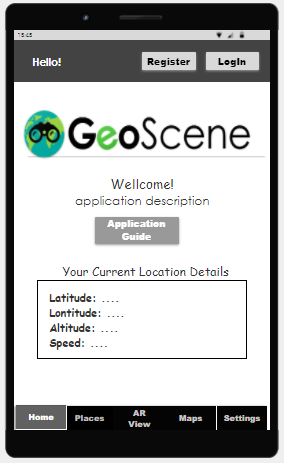 15:45
Hello! Register LogIn
GeoScene
Wellcome!
application description
Application
Guide
Your Current Location Details
Latitude: ....
Lontitude: ....
Altitude: ....
Speed: ....
Home Places AR View Maps Settings